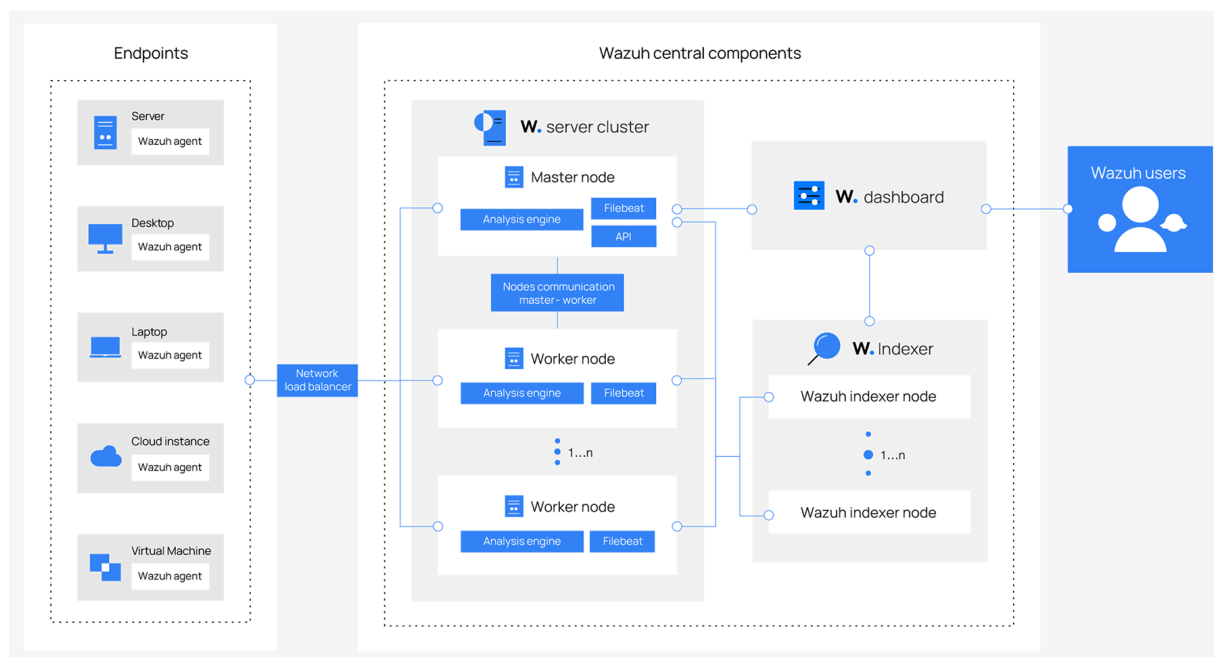 Endpoints
Server
Wazuh agent
Desktop
Wazuh agent
Laptop
Wazuh agent
Cloud instance
Wazuh agent
Virtual Machine
Wazuh agent
Network
load balancer
Wazuh central components
W. server cluster
Master node
Analysis engine
Filebeat
API
Nodes communication
master- worker
Worker node
Analysis engine
Filebeat
1...n
Worker node
Analysis engine
Filebeat
W. dashboard
W. Indexer
Wazuh indexer node
1...n
Wazuh indexer node
Wazuh users